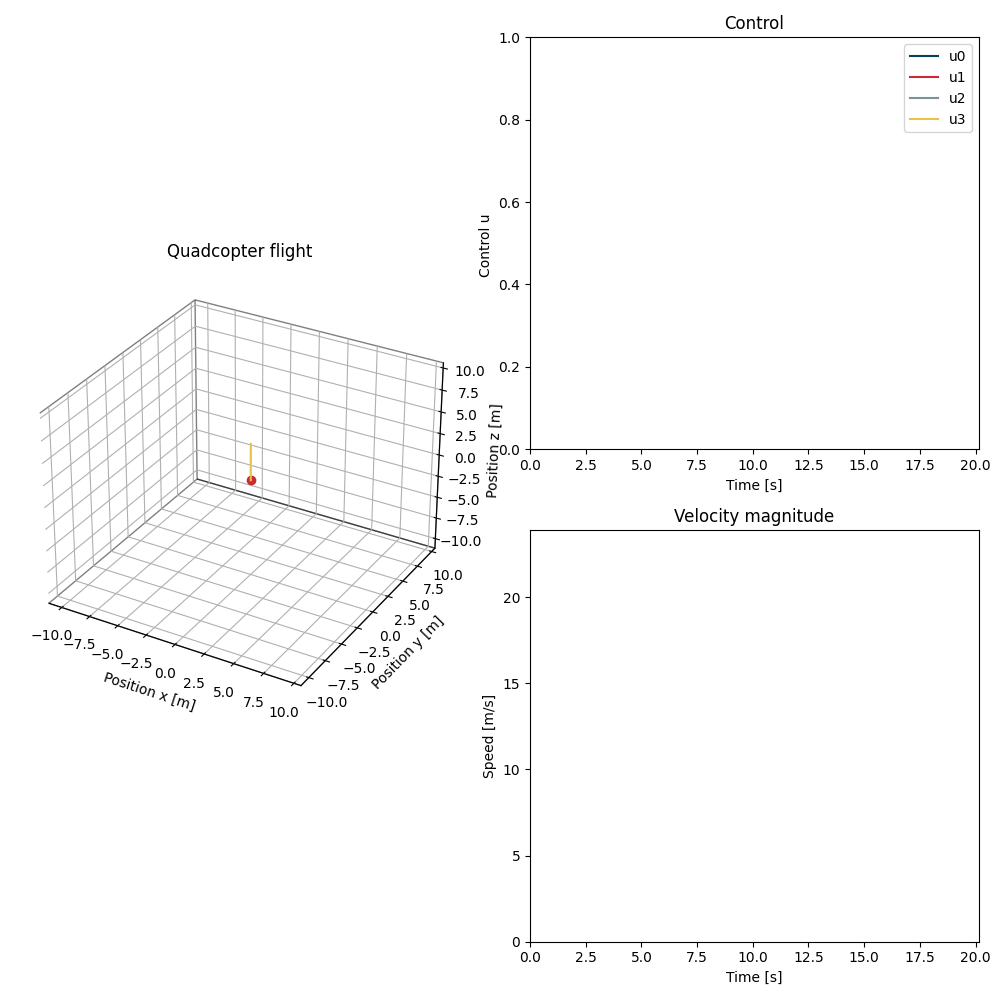 Quadcopter flight
10.0
7.5
5.0
2.5
0.0
−2.5
−5.0
−7.5
−10.0
Position z [m]
10.0
7.5
5.0
2.5
0.0
−2.5
−5.0
−7.5
−10.0
Position y [m]
−10.0
−7.5
−5.0
−2.5
0.0
2.5
5.0
7.5
10.0
Position x [m]
Control
1.0
0.8
0.6
0.4
0.2
0.0
Control u
u0
u1
u2
u3
0.0 2.5 5.0 7.5 10.0 12.5 15.0 17.5 20.0
Time [s]
Velocity magnitude
20
15
10
5
0
Speed [m/s]
0.0 2.5 5.0 7.5 10.0 12.5 15.0 17.5 20.0
Time [s]